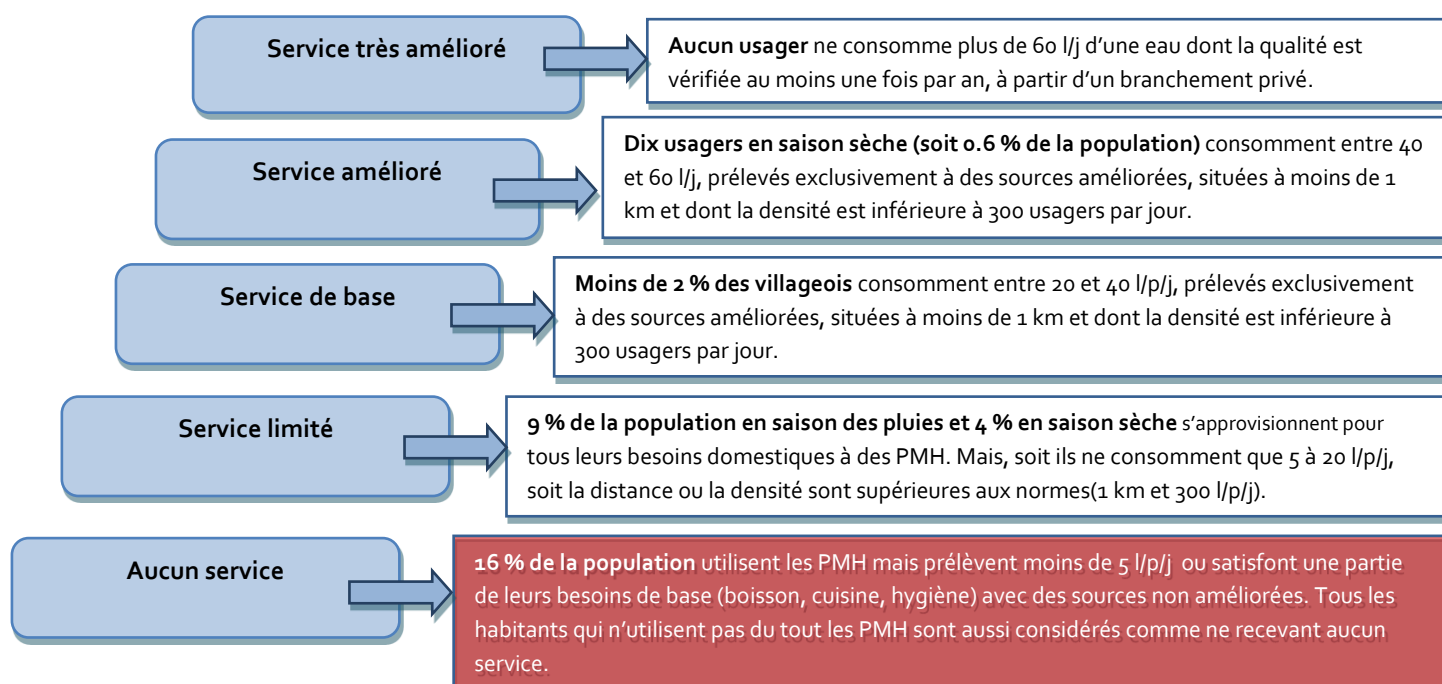 Service très amélioré
Aucun usager ne consomme plus de 60 l/j d’une eau dont la qualité est
vérifiée au moins une fois par an, à partir d’un branchement privé.
Service amélioré
Dix usagers en saison sèche (soit 0.6 % de la population) consomment entre 40
et 60 l/j, prélevés exclusivement à des sources améliorées, situées à moins de 1
km et dont la densité est inférieure à 300 usagers par jour.
Service de base
Moins de 2 % des villageois consomment entre 20 et 40 l/p/j, prélevés exclusivement
à des sources améliorées, situées à moins de 1 km et dont la densité est inférieure à
300 usagers par jour.
Service limité
9 % de la population en saison des pluies et 4 % en saison sèche s’approvisionnent pour
tous leurs besoins domestiques à des PMH. Mais, soit ils ne consomment que 5 à 20 l/p/j,
soit la distance ou la densité sont supérieures aux normes(1 km et 300 l/p/j).
Aucun service
16 % de la population utilisent les PMH mais prélèvent moins de 5 l/p/j ou satisfont une partie
de leurs besoins de base (boisson, cuisine, hygiène) avec des sources non améliorées. Tous les
habitants qui n’utilisent pas du tout les PMH sont aussi considérés comme ne recevant aucun
service.